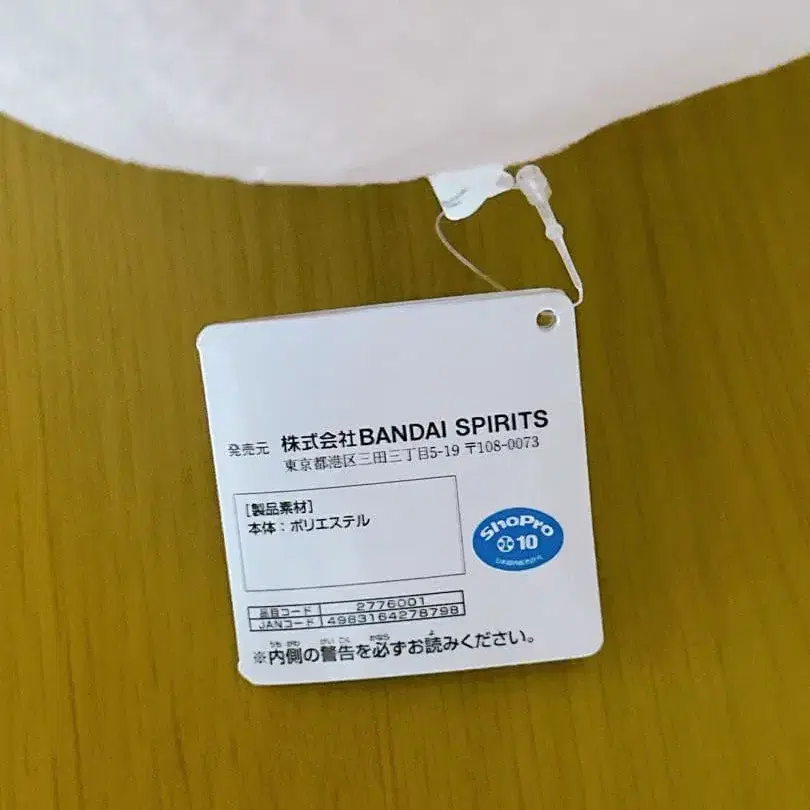 発売元 株式会社BANDAI SPIRITS
東京都港区三田三丁目5-19 〒108-0073
[製品素材]
本体:ポリエステル
ShoPro
10
品目コード 2776001
JANコード 4983164278798
※内側の警告を必ずお読みください。